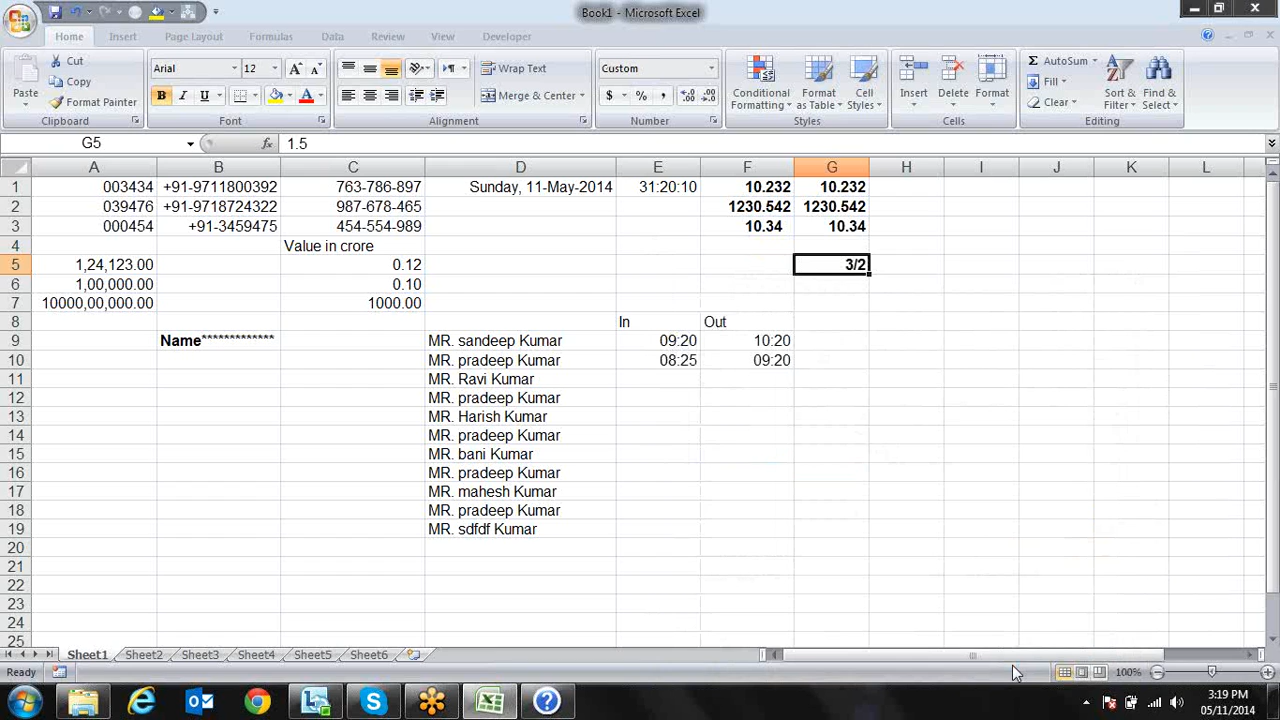 Book1 - Microsoft Excel
Home Insert Page Layout Formulas Data Review View Developer
Paste
Cut
Copy
Format Painter
Clipboard
Arial 12
B I U
Font
Wrap Text
Merge & Center
Alignment
Custom
$ % ,
Number
Conditional Formatting
Format as Table
Cell Styles
Styles
Insert Delete Format
Cells
AutoSum
Fill
Clear
Sort & Filter
Find & Select
Editing
G5 fx 1.5
A B C D E F G H I J K L
1 003434 +91-9711800392 763-786-897 Sunday, 11-May-2014 31:20:10 10.232 10.232
2 039476 +91-9718724322 987-678-465 1230.542 1230.542
3 000454 +91-3459475 454-554-989 10.34 10.34
4 Value in crore
5 1,24,123.00 0.12 3/2
6 1,00,000.00 0.10
7 10000,00,000.00 1000.00
8 In Out
9 Name************* MR. sandeep Kumar 09:20 10:20
10 MR. pradeep Kumar 08:25 09:20
11 MR. Ravi Kumar
12 MR. pradeep Kumar
13 MR. Harish Kumar
14 MR. pradeep Kumar
15 MR. bani Kumar
16 MR. pradeep Kumar
17 MR. mahesh Kumar
18 MR. pradeep Kumar
19 MR. sdfdf Kumar
20
21
22
23
24
25
Sheet1 Sheet2 Sheet3 Sheet4 Sheet5 Sheet6
Ready 100%
3:19 PM
05/11/2014